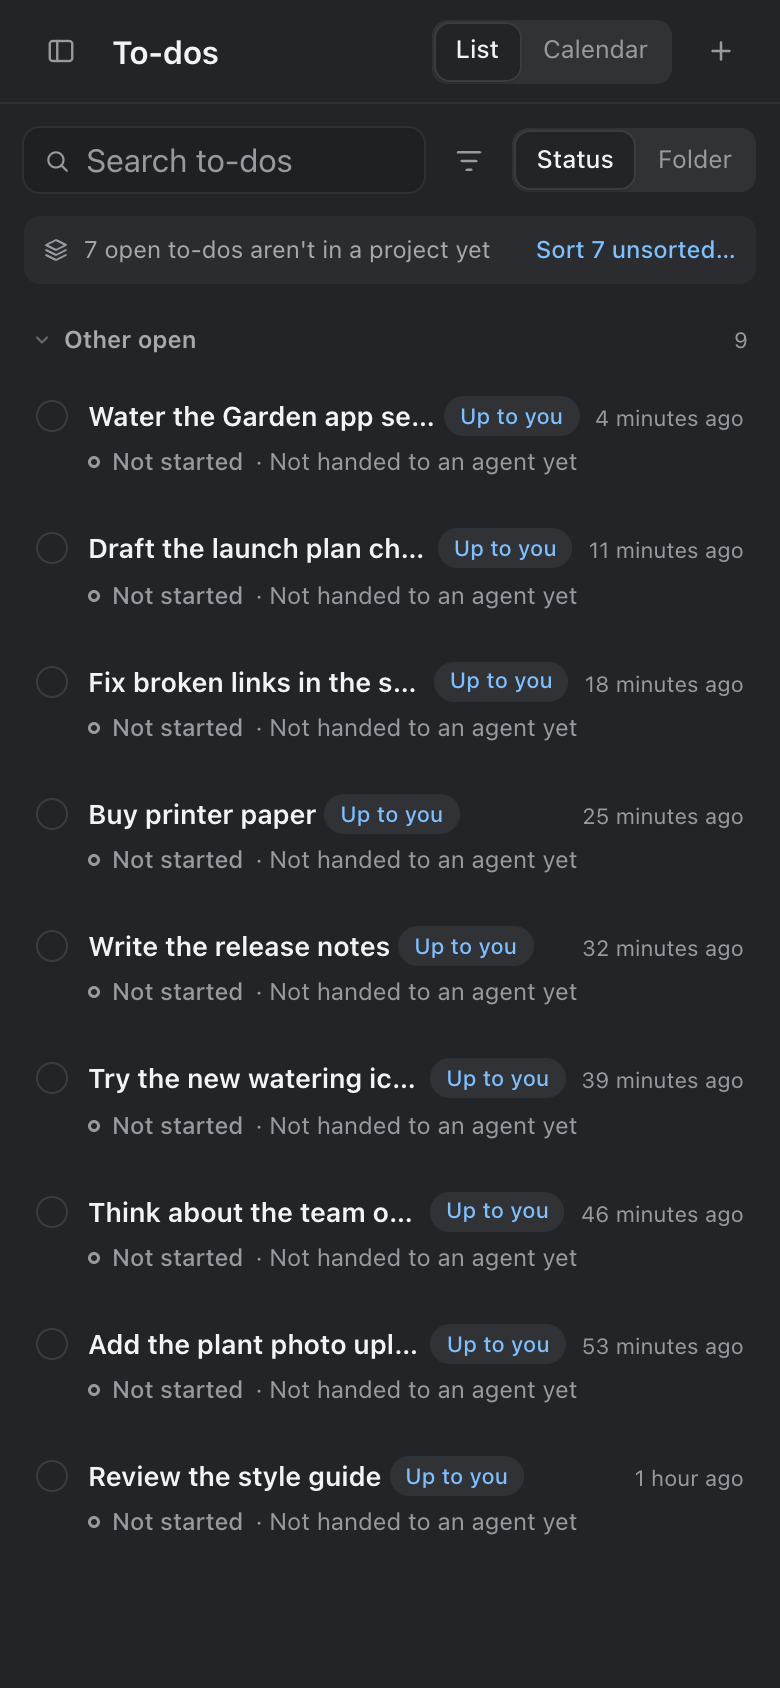 To-dos
List
Calendar
Search to-dos
Status
Folder
7 open to-dos aren't in a project yet
Sort 7 unsorted...
Other open
9
Water the Garden app se... Up to you 4 minutes ago
Not started · Not handed to an agent yet
Draft the launch plan ch... Up to you 11 minutes ago
Not started · Not handed to an agent yet
Fix broken links in the s... Up to you 18 minutes ago
Not started · Not handed to an agent yet
Buy printer paper Up to you 25 minutes ago
Not started · Not handed to an agent yet
Write the release notes Up to you 32 minutes ago
Not started · Not handed to an agent yet
Try the new watering ic... Up to you 39 minutes ago
Not started · Not handed to an agent yet
Think about the team o... Up to you 46 minutes ago
Not started · Not handed to an agent yet
Add the plant photo upl... Up to you 53 minutes ago
Not started · Not handed to an agent yet
Review the style guide Up to you 1 hour ago
Not started · Not handed to an agent yet